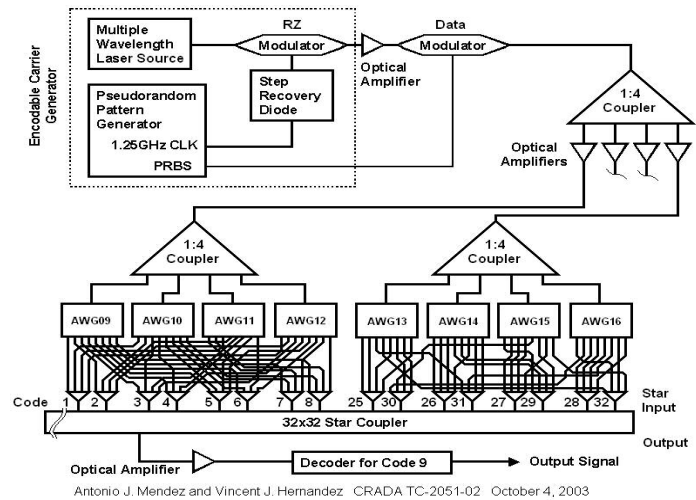 RZ
Data
Multiple
Wavelength
Laser Source
Modulator
Modulator
Optical
Amplifier
Encodable Carrier
Generator
Step
Recovery
Diode
Pseudorandom
Pattern
Generator
1.25GHz CLK
PRBS
1:4
Coupler
Optical
Amplifiers
1:4
Coupler
1:4
Coupler
AWG09 AWG10 AWG11 AWG12 AWG13 AWG14 AWG15 AWG16
Code 1 2 3 4 5 6 7 8 25 30 26 31 27 29 28 32
Star
Input
32x32 Star Coupler
Output
Optical Amplifier
Decoder for Code 9
Output Signal
Antonio J. Mendez and Vincent J. Hernandez CRADA TC-2051-02 October 4, 2003